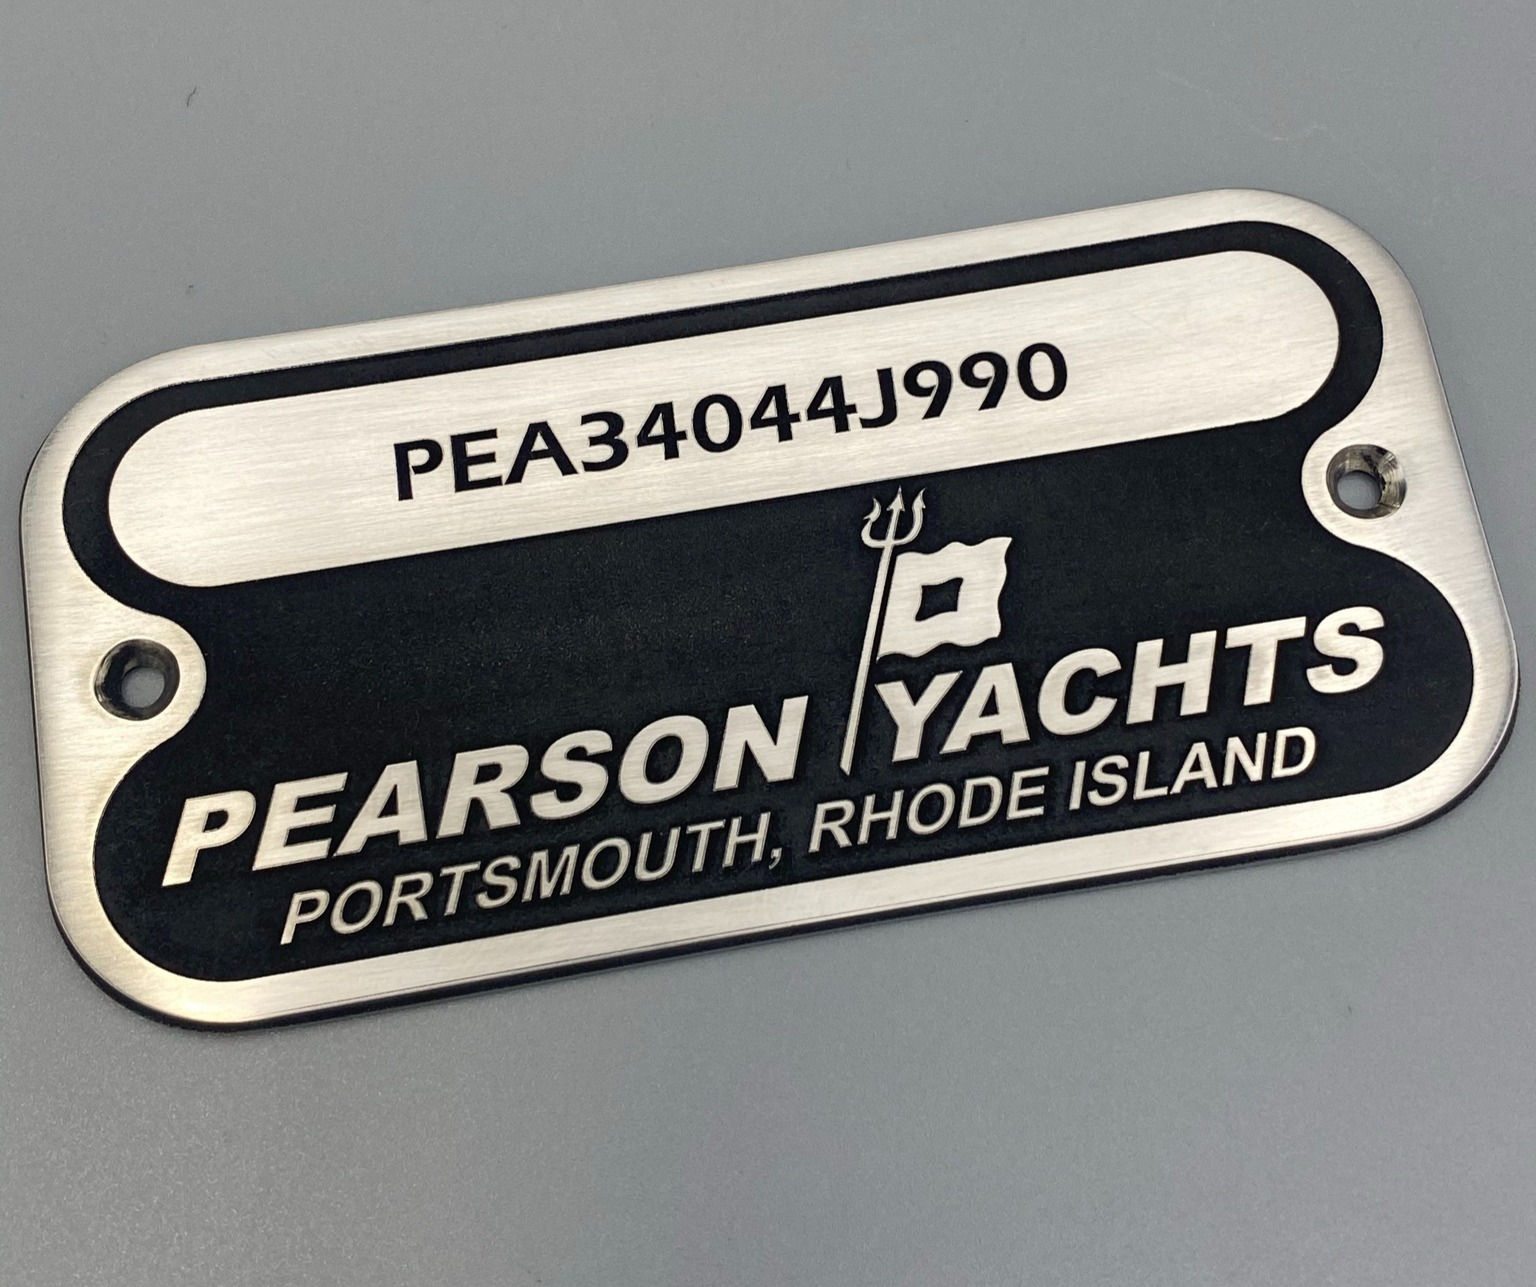 PEA34044J990
PEARSON YACHTS
PORTSMOUTH, RHODE ISLAND